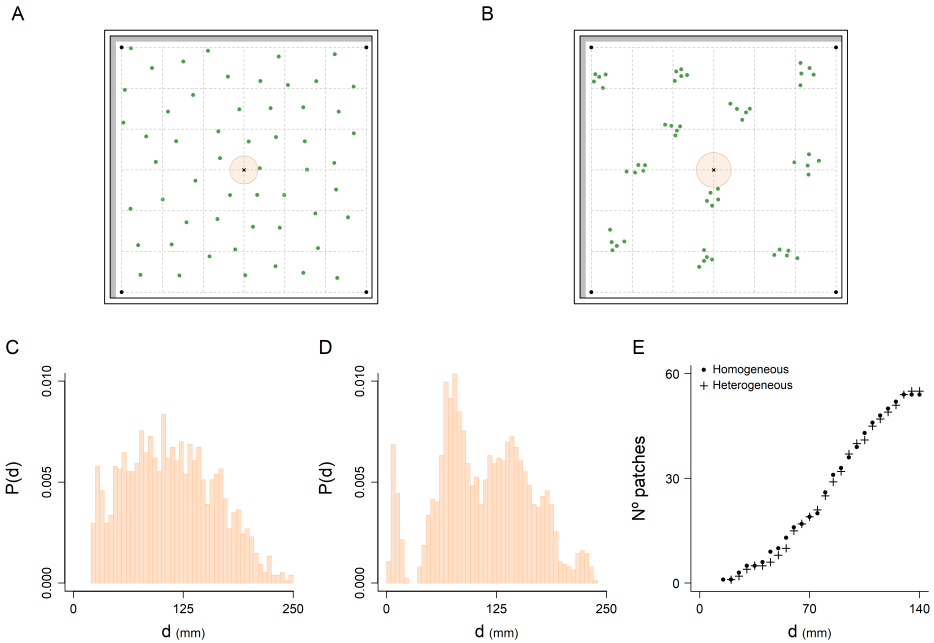 A
B
C
P(d)
0.000
0.005
0.010
0
125
250
d (mm)
D
P(d)
0.000
0.005
0.010
0
125
250
d (mm)
E
Homogeneous
Heterogeneous
Nº patches
60
30
0
0
70
140
d (mm)